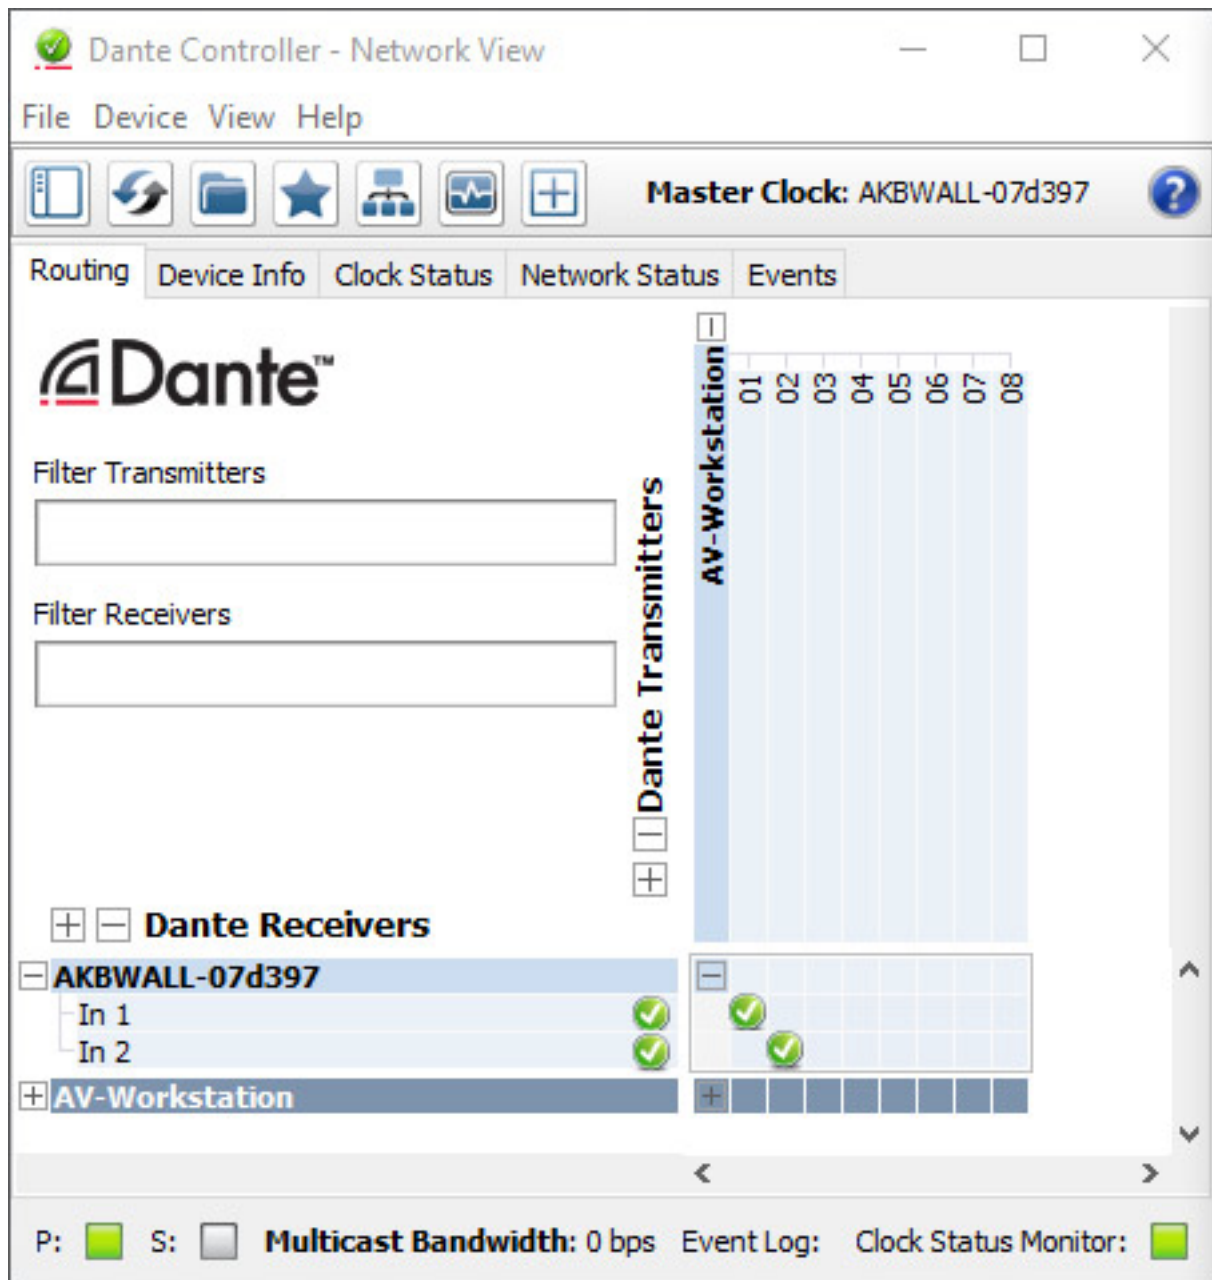 Dante Controller - Network View
File Device View Help
Master Clock: AKBWALL-07d397
Routing Device Info Clock Status Network Status Events
Dante™
Filter Transmitters
Filter Receivers
Dante Transmitters
AV-Workstation
01 02 03 04 05 06 07 08
Dante Receivers
AKBWALL-07d397
In 1
In 2
AV-Workstation
P: S: Multicast Bandwidth: 0 bps Event Log: Clock Status Monitor: